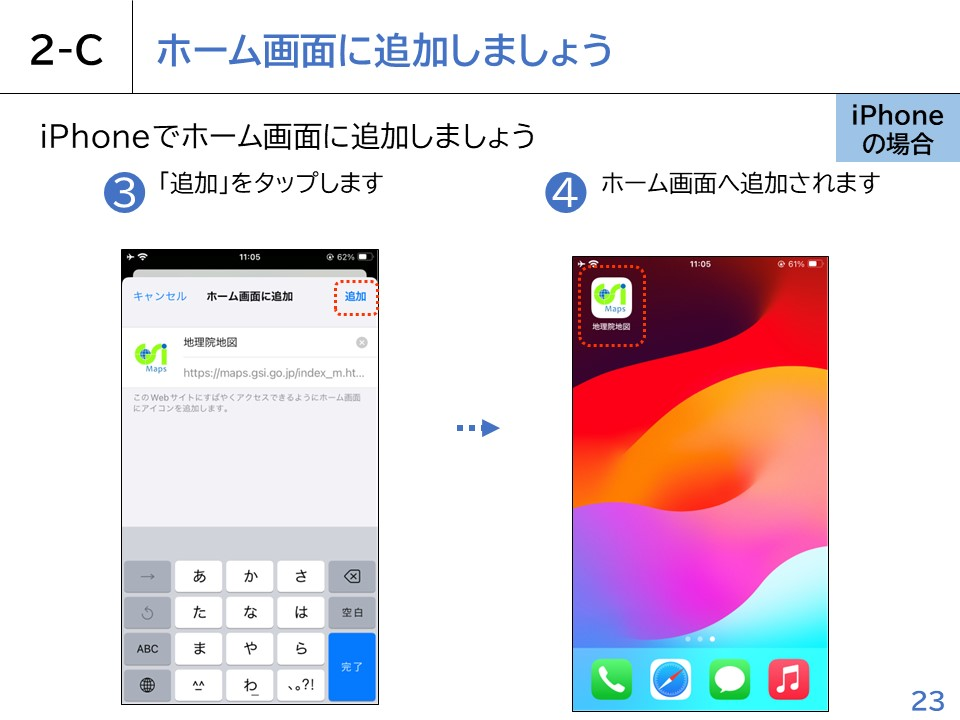 2-C
ホーム画面に追加しましょう
iPhone
の場合
iPhoneでホーム画面に追加しましょう
3
「追加」をタップします
11:05
62%
キャンセル
ホーム画面に追加
追加
GSI
Maps
地理院地図
https://maps.gsi.go.jp/index_m.ht...
このWebサイトにすばやくアクセスできるようにホーム画面
にアイコンを追加します。
→ あ か さ
た な は 空白
ABC ま や ら
完了
^^ わ_ 、。?!
4
ホーム画面へ追加されます
11:05
61%
GSI
Maps
地理院地図
23